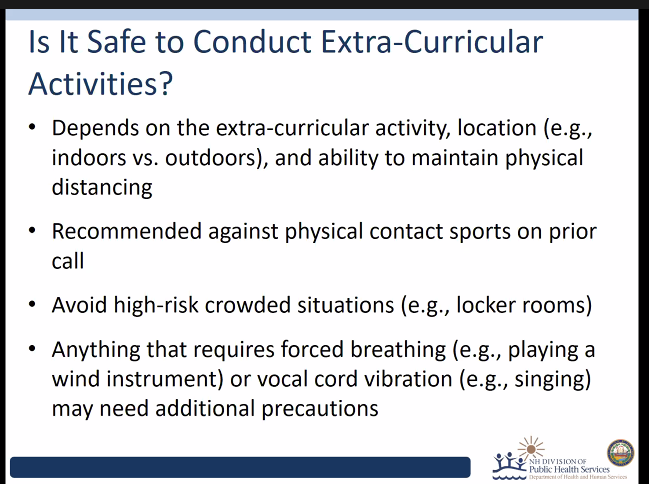 Is It Safe to Conduct Extra-Curricular
Activities?
• Depends on the extra-curricular activity, location (e.g.,
indoors vs. outdoors), and ability to maintain physical
distancing
• Recommended against physical contact sports on prior
call
• Avoid high-risk crowded situations (e.g., locker rooms)
• Anything that requires forced breathing (e.g., playing a
wind instrument) or vocal cord vibration (e.g., singing)
may need additional precautions
NH DIVISION OF
Public Health Services
Department of Health and Human Services